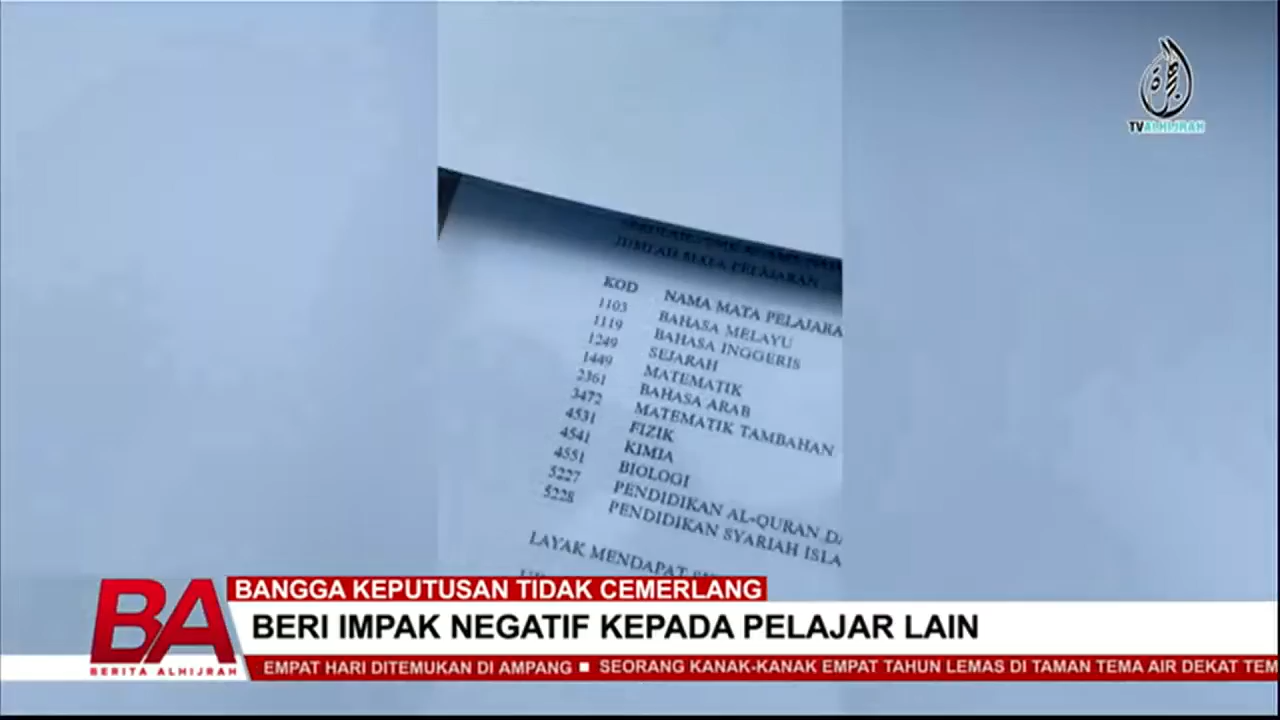 TVALHIJRAH
JUMLAH MATA PELAJARAN
KOD NAMA MATA PELAJARA
1103 BAHASA MELAYU
1119 BAHASA INGGERIS
1249 SEJARAH
1449 MATEMATIK
2361 BAHASA ARAB
3472 MATEMATIK TAMBAHAN
4531 FIZIK
4541 KIMIA
4551 BIOLOGI
5227 PENDIDIKAN AL-QURAN DA
5228 PENDIDIKAN SYARIAH ISLA
LAYAK MENDAPAT
BANGGA KEPUTUSAN TIDAK CEMERLANG
BA BERI IMPAK NEGATIF KEPADA PELAJAR LAIN
BERITA ALHIJRAH
EMPAT HARI DITEMUKAN DI AMPANG ■ SEORANG KANAK-KANAK EMPAT TAHUN LEMAS DI TAMAN TEMA AIR DEKAT TEM